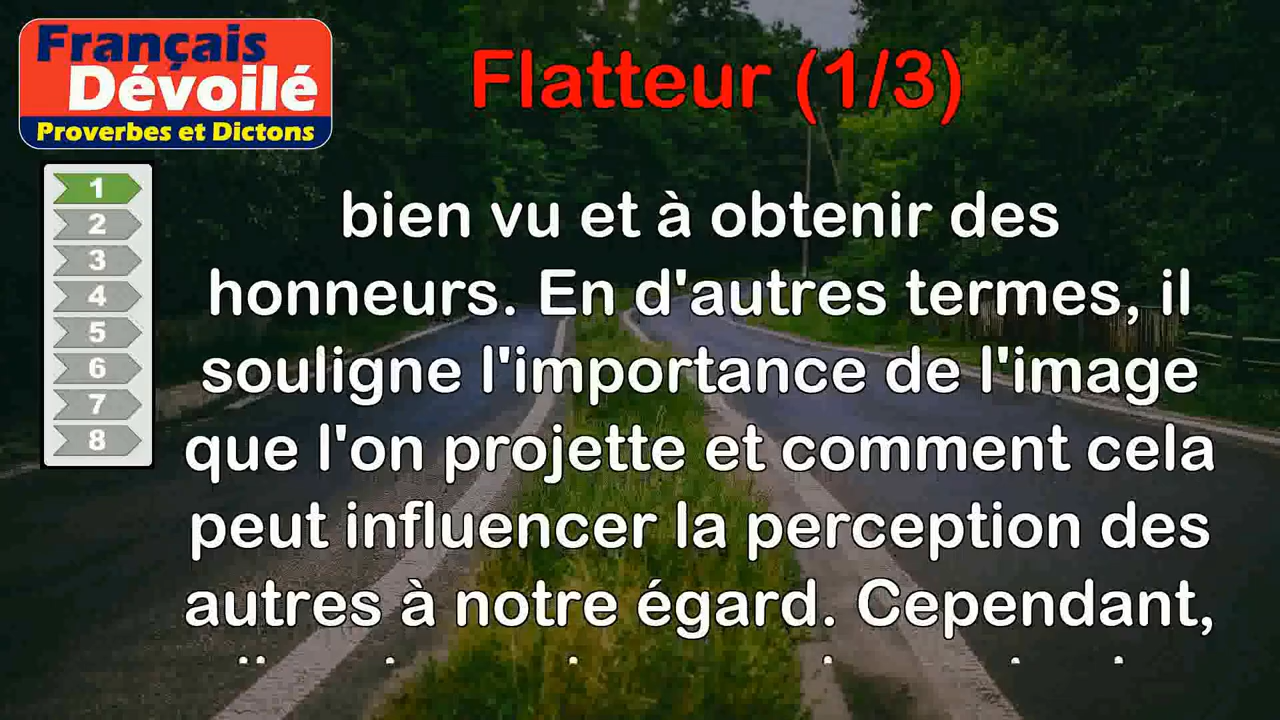 Français
Dévoilé
Proverbes et Dictons
Flatteur (1/3)
1
2
3
4
5
6
7
8
bien vu et à obtenir des
honneurs. En d'autres termes, il
souligne l'importance de l'image
que l'on projette et comment cela
peut influencer la perception des
autres à notre égard. Cependant,